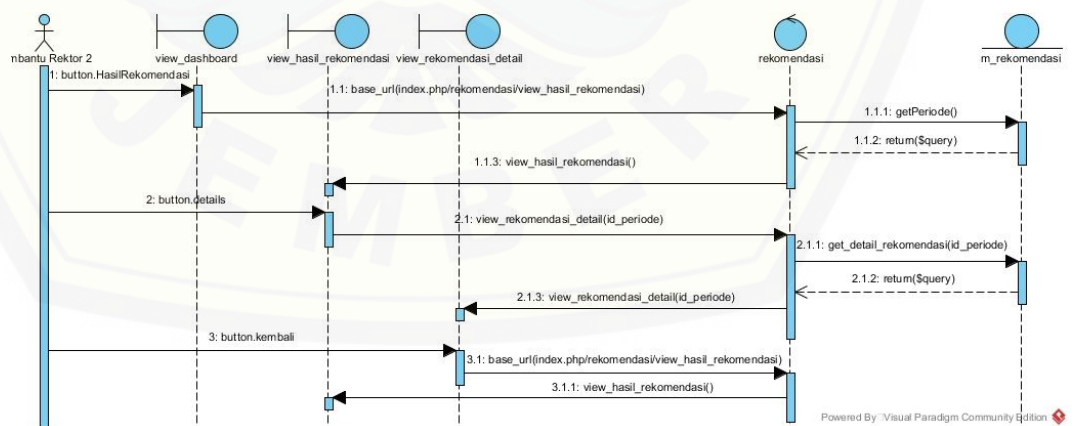 nbantu Rektor 2
view_dashboard
view_hasil_rekomendasi
view_rekomendasi_detail
rekomendasi
m_rekomendasi
1: button.HasilRekomendasi
1.1: base_url(index.php/rekomendasi/view_hasil_rekomendasi)
1.1.1: getPeriode()
1.1.2: return($query)
1.1.3: view_hasil_rekomendasi()
2: button.details
2.1: view_rekomendasi_detail(id_periode)
2.1.1: get_detail_rekomendasi(id_periode)
2.1.2: return($query)
2.1.3: view_rekomendasi_detail(id_periode)
3: button.kembali
3.1: base_url(index.php/rekomendasi/view_hasil_rekomendasi)
3.1.1: view_hasil_rekomendasi()
JEMBER
Powered By Visual Paradigm Community Edition